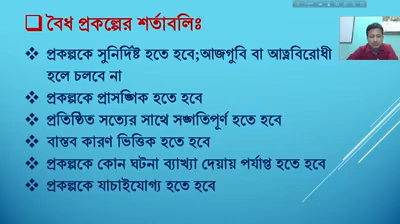 ❑ বৈধ প্রকল্পের শর্তাবলিঃ
❖ প্রকল্পকে সুনির্দিষ্ট হতে হবে;আজগুবি বা আত্নবিরোধী
হলে চলবে না
❖ প্রকল্পকে প্রাসঙ্গিক হতে হবে
❖ প্রতিষ্ঠিত সত্যের সাথে সঙ্গতিপূর্ণ হতে হবে
❖ বাস্তব কারণ ভিত্তিক হতে হবে
❖ প্রকল্পকে কোন ঘটনা ব্যাখ্যা দেয়ায় পর্যাপ্ত হতে হবে
❖ প্রকল্পকে যাচাইযোগ্য হতে হবে